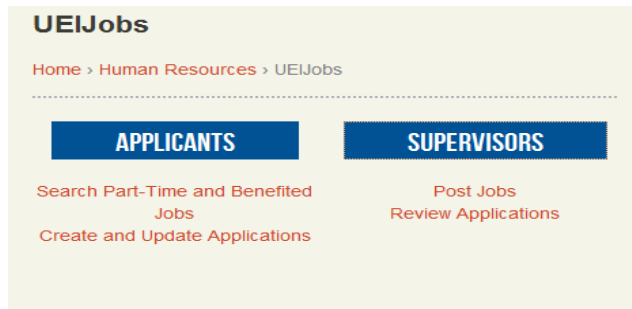 UEIJobs
Home › Human Resources › UEIJobs
APPLICANTS
Search Part-Time and Benefited
Jobs
Create and Update Applications
SUPERVISORS
Post Jobs
Review Applications